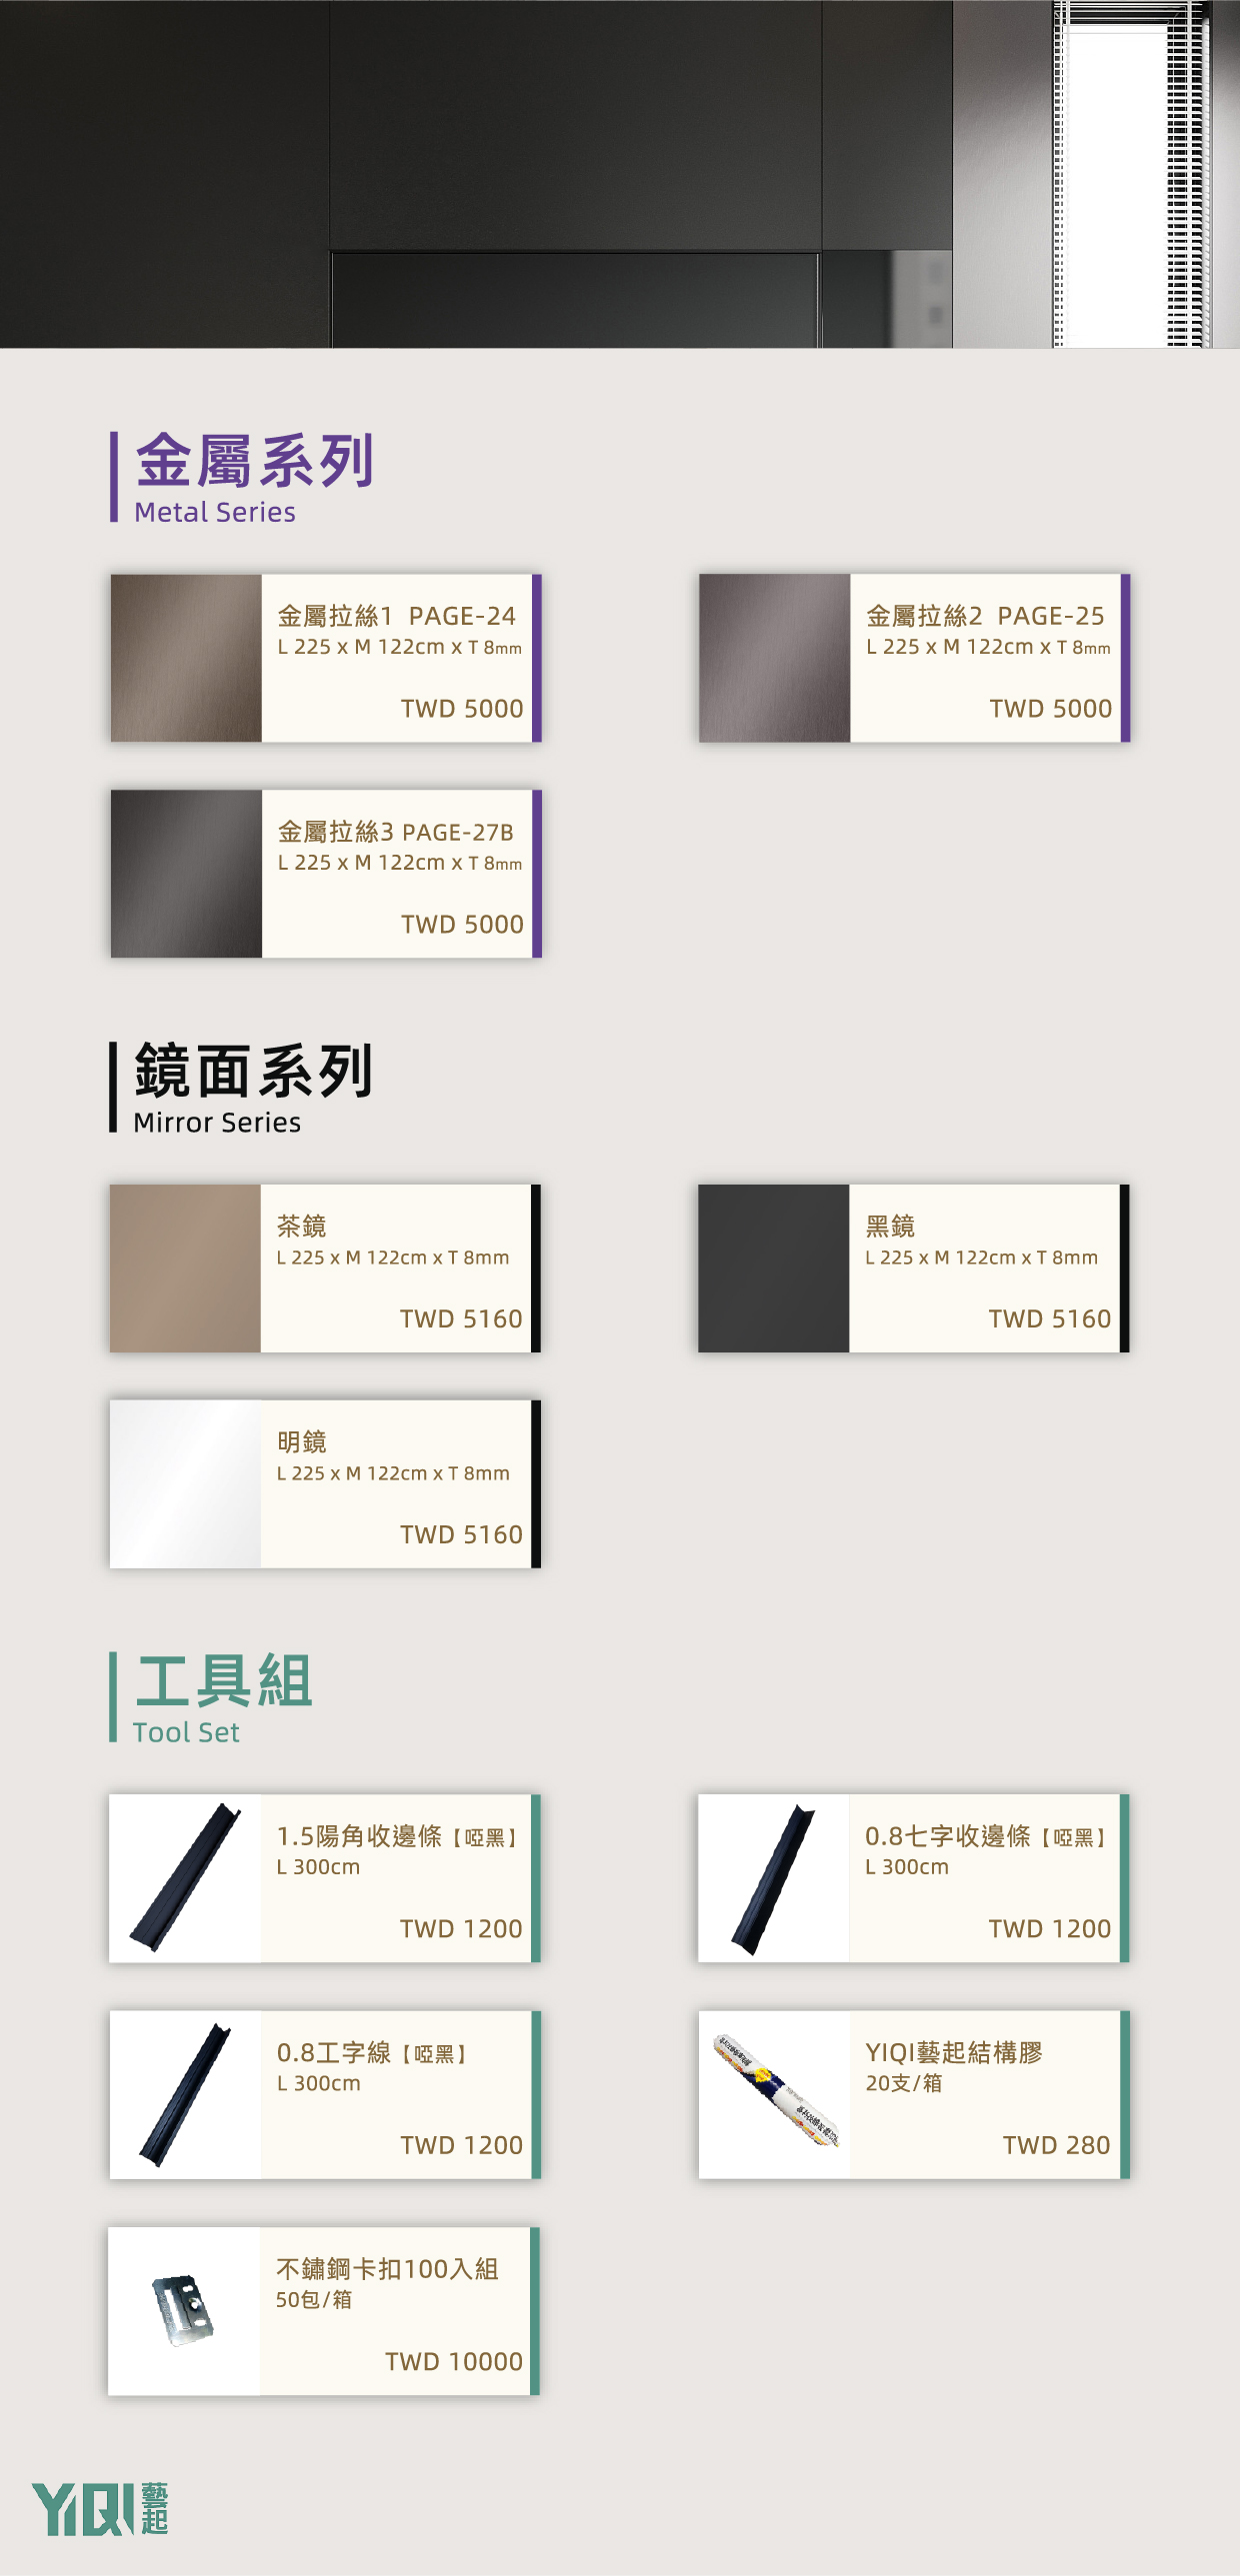 金屬系列
Metal Series
金屬拉絲1 PAGE-24
L 225 x M 122cm x T 8mm
TWD 5000
金屬拉絲2 PAGE-25
L 225 x M 122cm x T 8mm
TWD 5000
金屬拉絲3 PAGE-27B
L 225 x M 122cm x T 8mm
TWD 5000
鏡面系列
Mirror Series
茶鏡
L 225 x M 122cm x T 8mm
TWD 5160
黑鏡
L 225 x M 122cm x T 8mm
TWD 5160
明鏡
L 225 x M 122cm x T 8mm
TWD 5160
工具組
Tool Set
1.5陽角收邊條【啞黑】
L 300cm
TWD 1200
0.8七字收邊條【啞黑】
L 300cm
TWD 1200
0.8工字線【啞黑】
L 300cm
TWD 1200
YIQI藝起結構膠
20支/箱
TWD 280
不鏽鋼卡扣100入組
50包/箱
TWD 10000
YIQI藝起